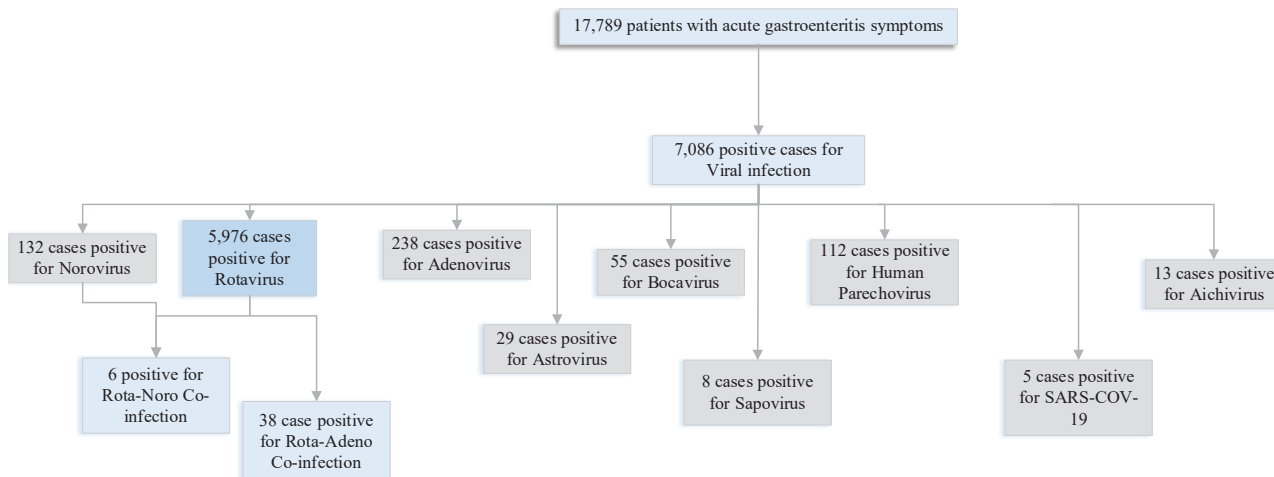 17,789 patients with acute gastroenteritis symptoms
7,086 positive cases for
Viral infection
132 cases positive
for Norovirus
5,976 cases
positive for
Rotavirus
238 cases positive
for Adenovirus
29 cases positive
for Astrovirus
55 cases positive
for Bocavirus
8 cases positive
for Sapovirus
112 cases positive
for Human
Parechovirus
5 cases positive
for SARS-COV-
19
13 cases positive
for Aichivirus
6 positive for
Rota-Noro Co-
infection
38 case positive
for Rota-Adeno
Co-infection